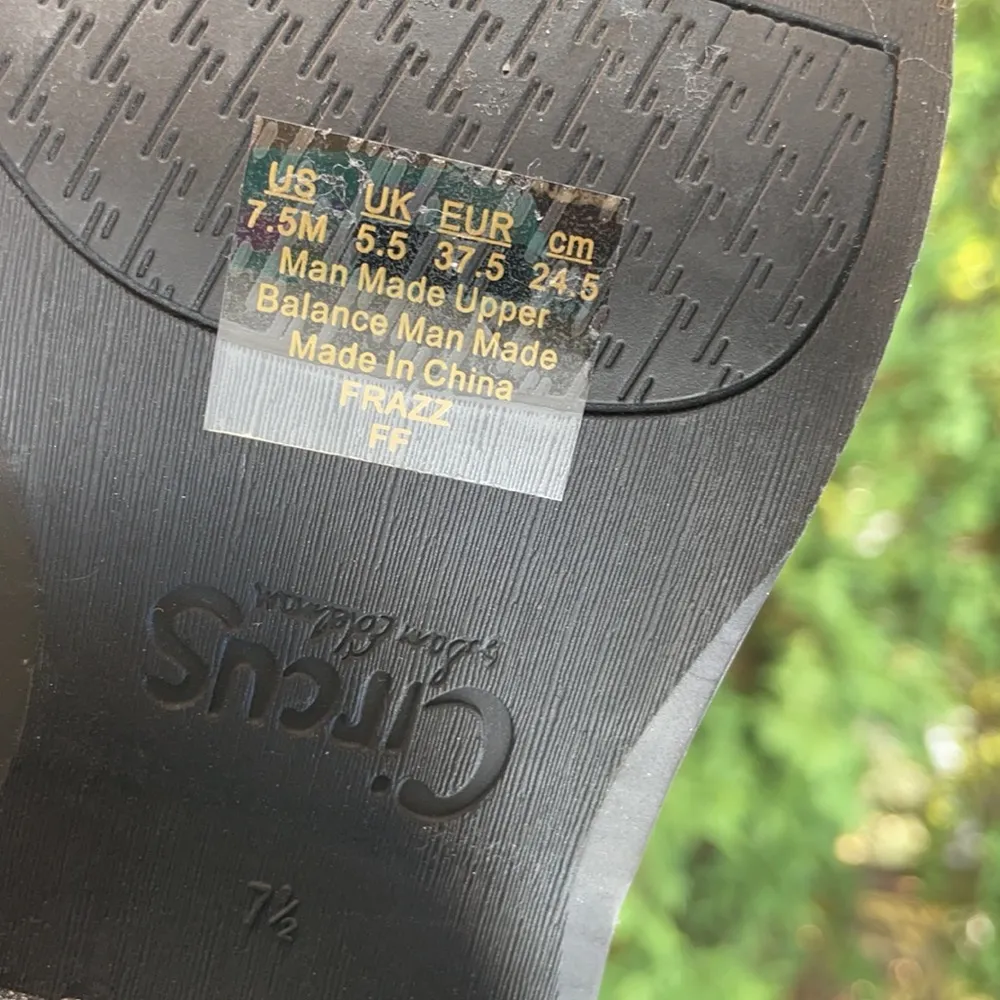 US UK EUR cm
7.5M 5.5 37.5 24.5
Man Made Upper
Balance Man Made
Made In China
FRAZZ
FF
Circus
by Sam Edelman
7½